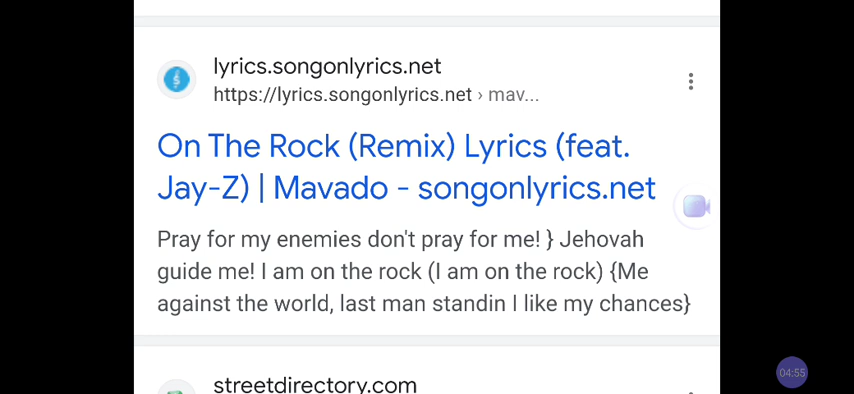 lyrics.songonlyrics.net
https://lyrics.songonlyrics.net › mav...
On The Rock (Remix) Lyrics (feat.
Jay-Z) | Mavado - songonlyrics.net
Pray for my enemies don't pray for me! } Jehovah
guide me! I am on the rock (I am on the rock) {Me
against the world, last man standin I like my chances}
streetdirectory.com
04:55